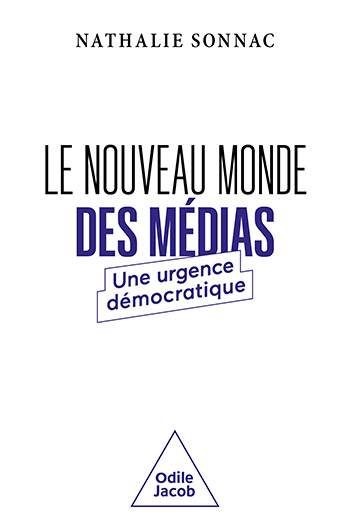 NATHALIE SONNAC
LE NOUVEAU MONDE
DES MÉDIAS
Une urgence
démocratique
Odile
Jacob